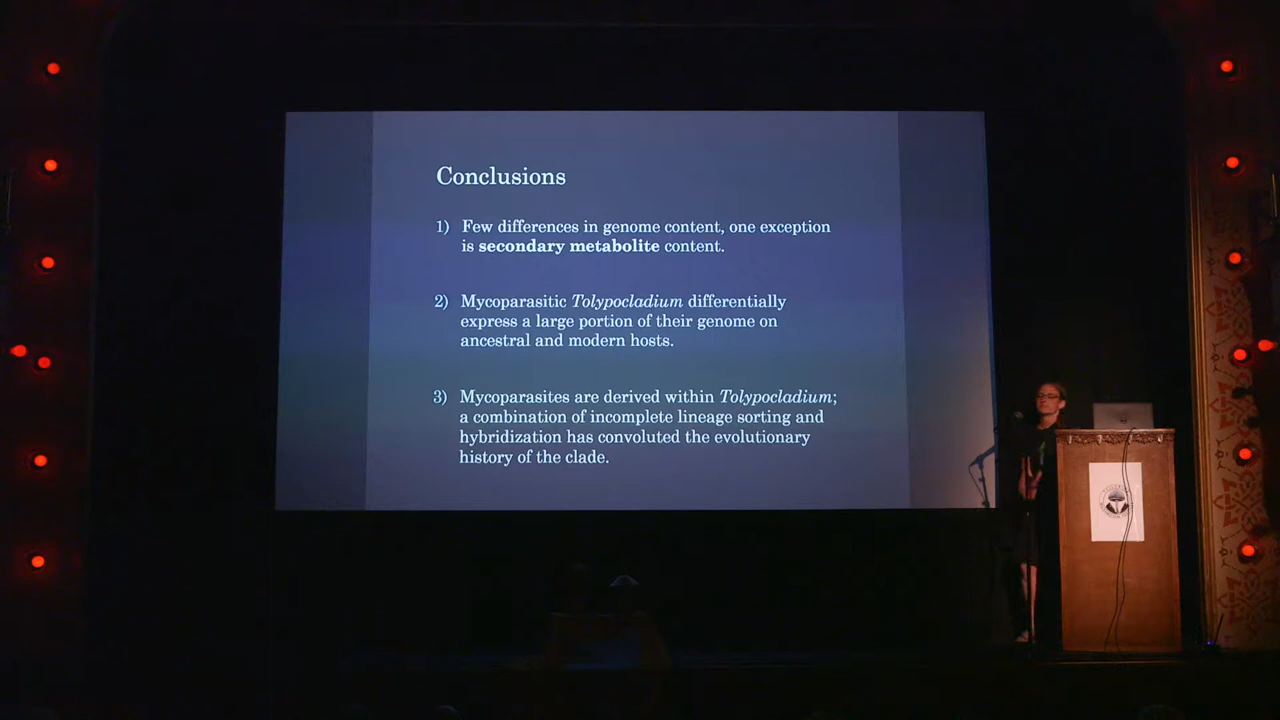 Conclusions
1) Few differences in genome content, one exception
is secondary metabolite content.
2) Mycoparasitic Tolypocladium differentially
express a large portion of their genome on
ancestral and modern hosts.
3) Mycoparasites are derived within Tolypocladium;
a combination of incomplete lineage sorting and
hybridization has convoluted the evolutionary
history of the clade.